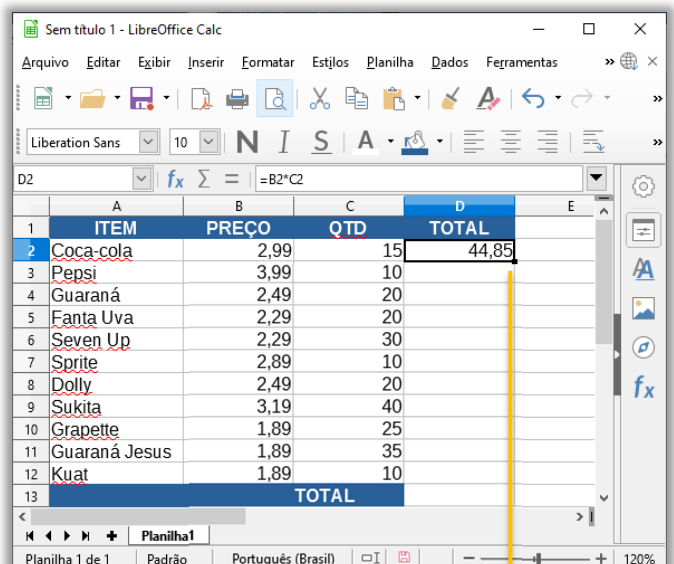 Sem título 1 - LibreOffice Calc
Arquivo Editar Exibir Inserir Formatar Estilos Planilha Dados Ferramentas »
»
Liberation Sans 10 N I S A »
D2 fx Σ = =B2*C2
A B C D E
1 ITEM PREÇO QTD TOTAL
2 Coca-cola 2,99 15 44,85
3 Pepsi 3,99 10
4 Guaraná 2,49 20
5 Fanta Uva 2,29 20
6 Seven Up 2,29 30
7 Sprite 2,89 10
8 Dolly 2,49 20
9 Sukita 3,19 40
10 Grapette 1,89 25
11 Guaraná Jesus 1,89 35
12 Kuat 1,89 10
13 TOTAL
Planilha1
Planilha 1 de 1 Padrão Português (Brasil) 120%